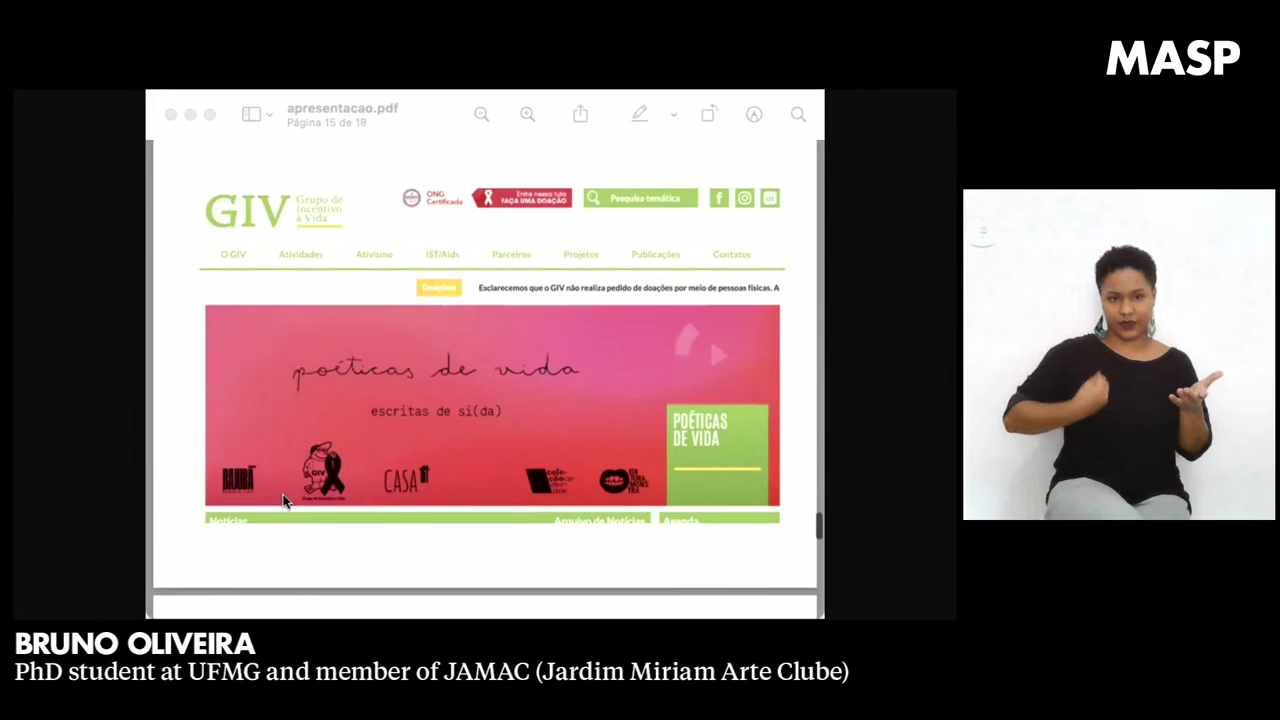 MASP
apresentacao.pdf
Página 15 de 18
GIV Grupo de
Incentivo
à Vida
ONG
Certificada
Entre nessa luta
FAÇA UMA DOAÇÃO
Pesquisa temática
O GIV Atividades Ativismo IST/Aids Parceiros Projetos Publicações Contatos
Doações Esclarecemos que o GIV não realiza pedido de doações por meio de pessoas físicas. A
poéticas de vida
escritas de si(da)
POÉTICAS
DE VIDA
BAJUBÁ
GIV
CASA 1
Notícias Arquivo de Notícias Agenda
BRUNO OLIVEIRA
PhD student at UFMG and member of JAMAC (Jardim Miriam Arte Clube)